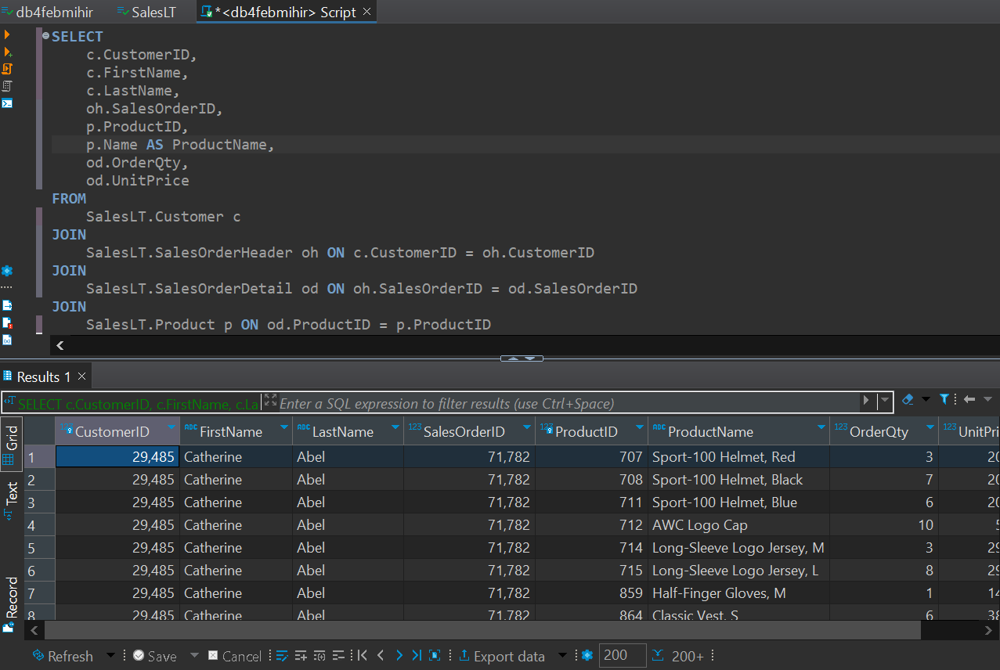 db4febmihir SalesLT *<db4febmihir> Script
SELECT
c.CustomerID,
c.FirstName,
c.LastName,
oh.SalesOrderID,
p.ProductID,
p.Name AS ProductName,
od.OrderQty,
od.UnitPrice
FROM
SalesLT.Customer c
JOIN
SalesLT.SalesOrderHeader oh ON c.CustomerID = oh.CustomerID
JOIN
SalesLT.SalesOrderDetail od ON oh.SalesOrderID = od.SalesOrderID
JOIN
SalesLT.Product p ON od.ProductID = p.ProductID
Results 1
SELECT c.CustomerID, c.FirstName, c.La Enter a SQL expression to filter results (use Ctrl+Space)
Grid
Text
Record
123 CustomerID ABC FirstName ABC LastName 123 SalesOrderID 123 ProductID ABC ProductName 123 OrderQty 123 UnitPri
1 29,485 Catherine Abel 71,782 707 Sport-100 Helmet, Red 3 20
2 29,485 Catherine Abel 71,782 708 Sport-100 Helmet, Black 7 20
3 29,485 Catherine Abel 71,782 711 Sport-100 Helmet, Blue 6 20
4 29,485 Catherine Abel 71,782 712 AWC Logo Cap 10 5
5 29,485 Catherine Abel 71,782 714 Long-Sleeve Logo Jersey, M 3 29
6 29,485 Catherine Abel 71,782 715 Long-Sleeve Logo Jersey, L 8 29
7 29,485 Catherine Abel 71,782 859 Half-Finger Gloves, M 1 14
8 29,485 Catherine Abel 71,782 864 Classic Vest, S 6 38
Refresh Save Cancel Export data 200 200+